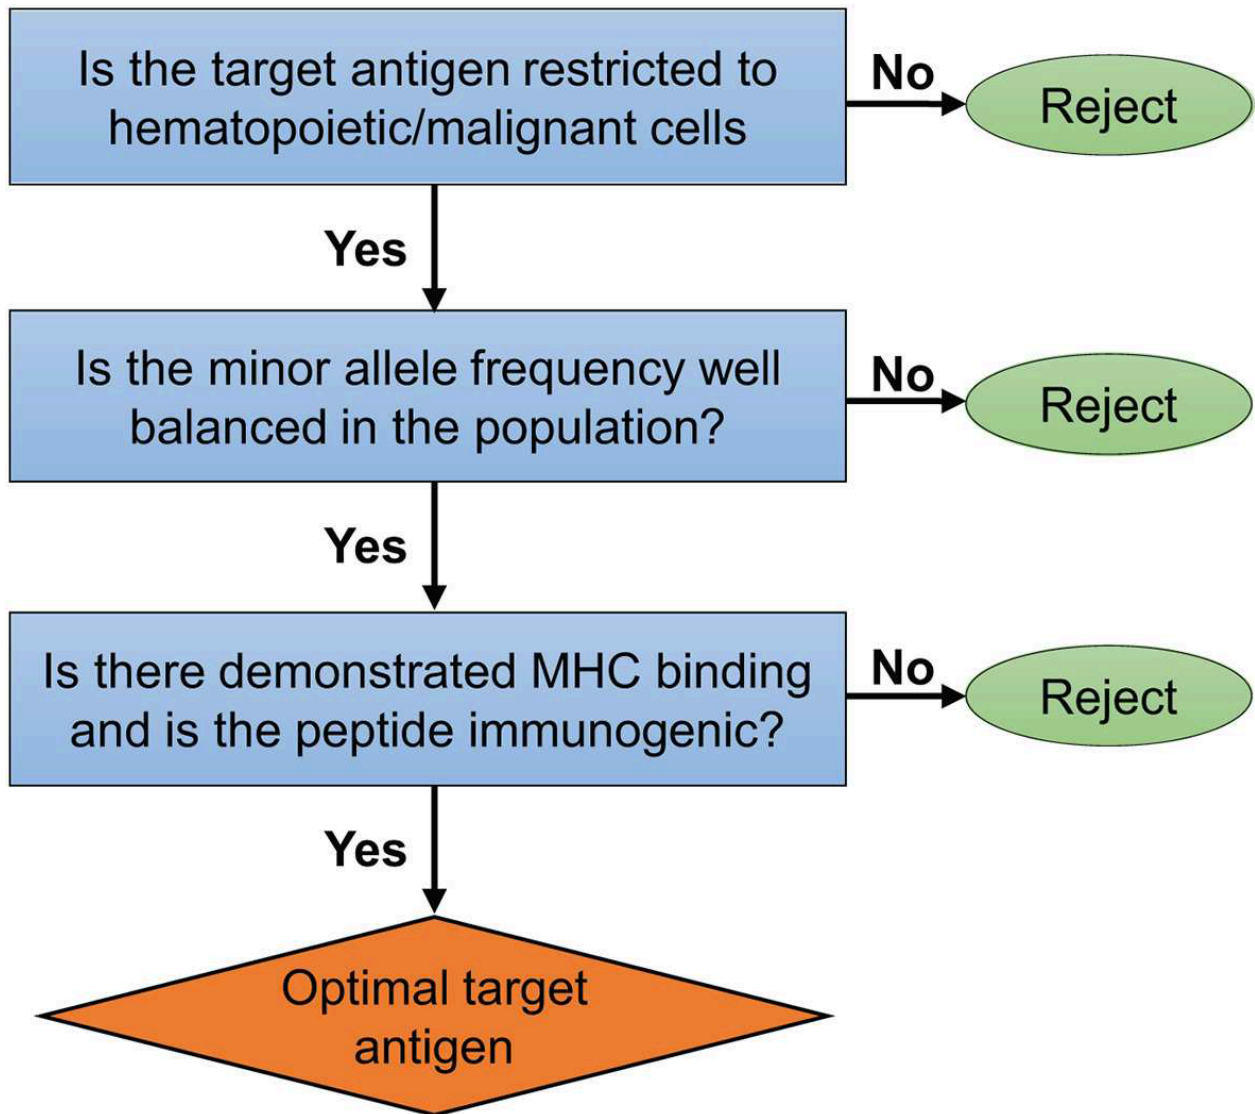 Is the target antigen restricted to
hematopoietic/malignant cells
No
Reject
Yes
Is the minor allele frequency well
balanced in the population?
No
Reject
Yes
Is there demonstrated MHC binding
and is the peptide immunogenic?
No
Reject
Yes
Optimal target
antigen